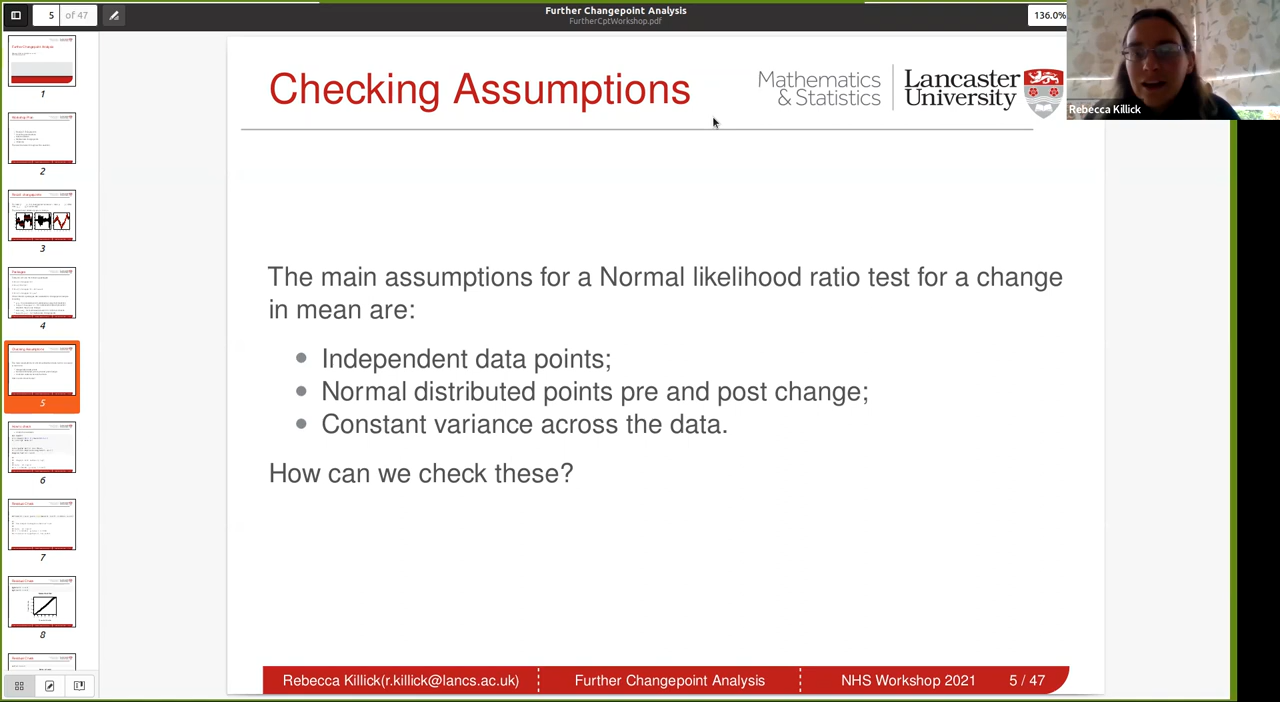 5 of 47
Further Changepoint Analysis
FurtherCptWorkshop.pdf
136.0%
Rebecca Killick
Checking Assumptions
Mathematics
& Statistics
Lancaster
University
The main assumptions for a Normal likelihood ratio test for a change
in mean are:
Independent data points;
Normal distributed points pre and post change;
Constant variance across the data.
How can we check these?
Rebecca Killick(r.killick@lancs.ac.uk)
Further Changepoint Analysis
NHS Workshop 2021
5 / 47
1
2
3
4
5
6
7
8